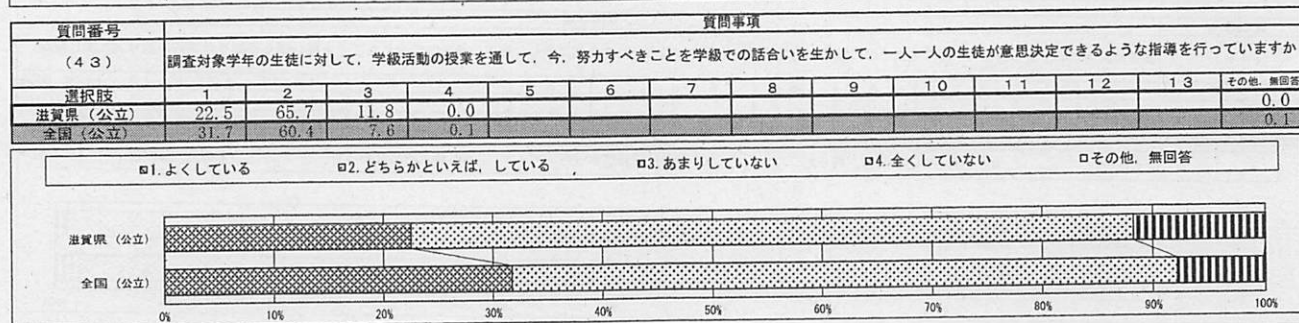 質問番号 質問事項
(43) 調査対象学年の生徒に対して，学級活動の授業を通して，今，努力すべきことを学級での話合いを生かして，一人一人の生徒が意思決定できるような指導を行っていますか
選択肢 1 2 3 4 5 6 7 8 9 10 11 12 13 その他，無回答
滋賀県（公立） 22.5 65.7 11.8 0.0 0.0
全国（公立） 31.7 60.4 7.6 0.1 0.1
1.よくしている 2.どちらかといえば，している 3.あまりしていない 4.全くしていない その他，無回答
滋賀県（公立）
全国（公立）
0% 10% 20% 30% 40% 50% 60% 70% 80% 90% 100%